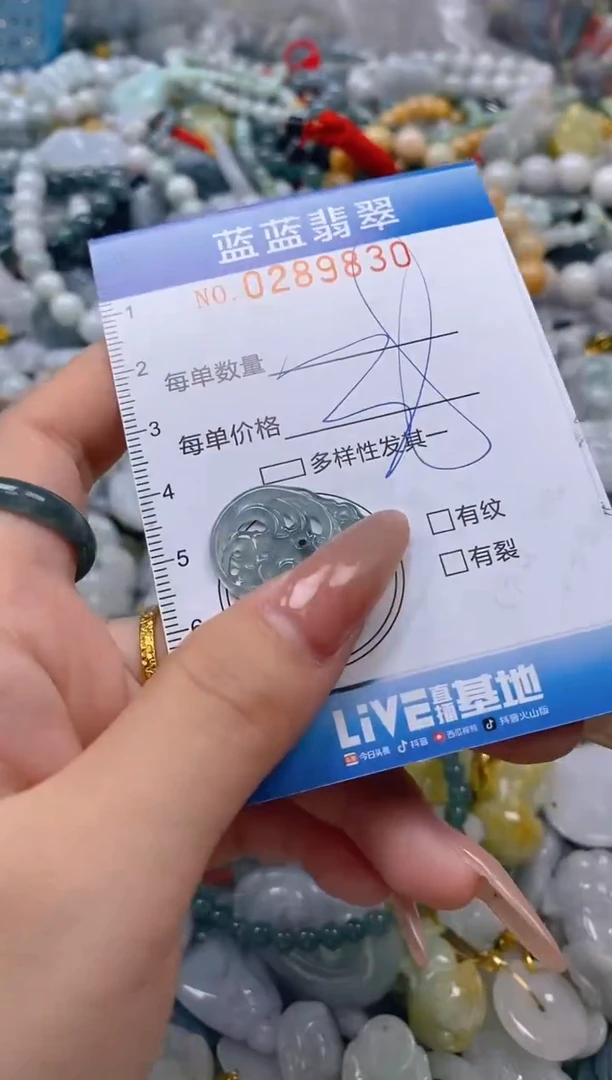 蓝蓝翡翠
NO.0289830
1
2
每单数量
3
每单价格
多样性发其一
4
有纹
5
有裂
6
LiVE直播基地
今日头条 抖音 西瓜视频 抖音火山版